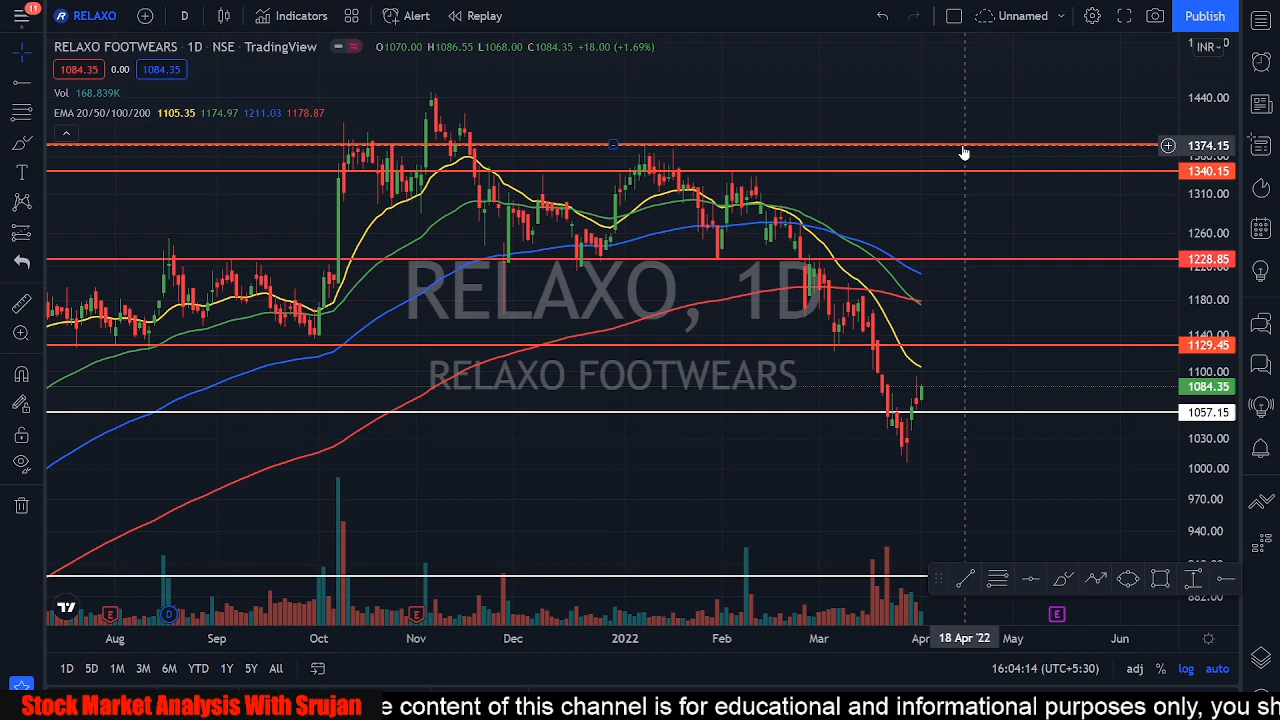 11
RELAXO
D
Indicators
Alert
Replay
Unnamed
Publish
RELAXO FOOTWEARS · 1D · NSE · TradingView
O1070.00 H1086.55 L1068.00 C1084.35 +18.00 (+1.69%)
INR
1084.35
0.00
1084.35
Vol 168.839K
EMA 20/50/100/200 1105.35 1174.97 1211.03 1178.87
1440.00
1374.15
1340.15
1310.00
1260.00
1228.85
1180.00
1140.00
1129.45
1100.00
1084.35
1057.15
1030.00
1000.00
970.00
940.00
882.00
RELAXO, 1D
RELAXO FOOTWEARS
E
D
E
E
Aug
Sep
Oct
Nov
Dec
2022
Feb
Mar
Apr
18 Apr '22
May
Jun
1D
5D
1M
3M
6M
YTD
1Y
5Y
All
16:04:14 (UTC+5:30)
adj
%
log
auto
Stock Market Analysis With Srujan
e content of this channel is for educational and informational purposes only, you sh